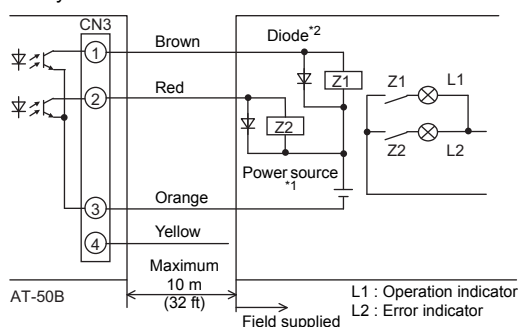 CN3
1
Brown
Diode*2
Z1
Z1
L1
2
Red
Z2
Z2
L2
Power source
*1
3
Orange
4
Yellow
Maximum
10 m
(32 ft)
AT-50B
Field supplied
L1 : Operation indicator
L2 : Error indicator